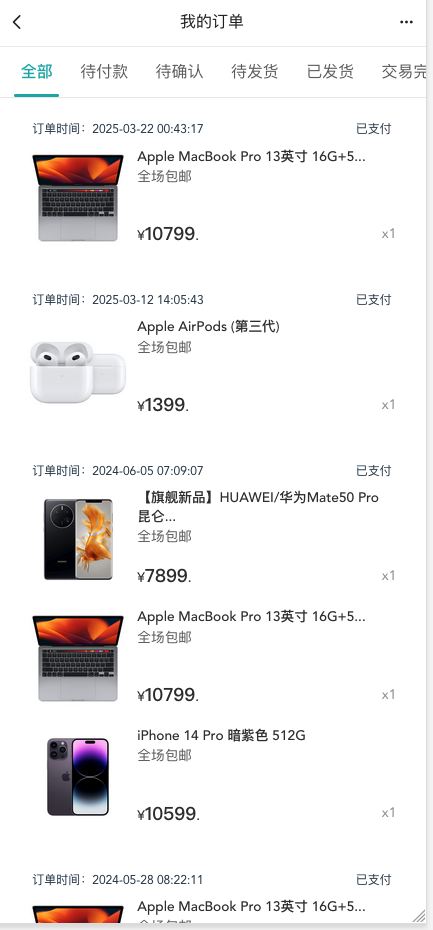 我的订单
全部 待付款 待确认 待发货 已发货 交易完
订单时间：2025-03-22 00:43:17 已支付
Apple MacBook Pro 13英寸 16G+5...
全场包邮
¥10799. x1
订单时间：2025-03-12 14:05:43 已支付
Apple AirPods (第三代)
全场包邮
¥1399. x1
订单时间：2024-06-05 07:09:07 已支付
【旗舰新品】HUAWEI/华为Mate50 Pro
昆仑...
全场包邮
¥7899. x1
Apple MacBook Pro 13英寸 16G+5...
全场包邮
¥10799. x1
iPhone 14 Pro 暗紫色 512G
全场包邮
¥10599. x1
订单时间：2024-05-28 08:22:11 已支付
Apple MacBook Pro 13英寸 16G+5...